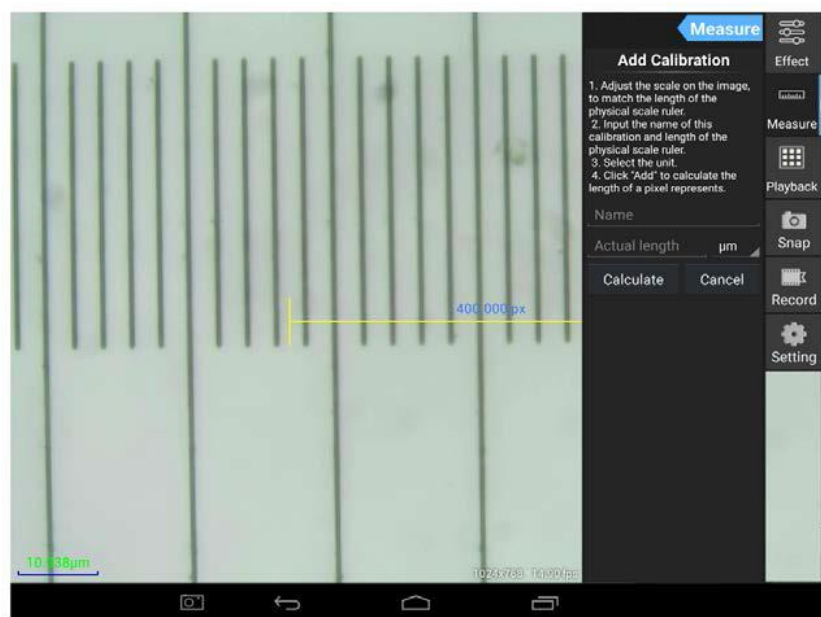 Measure
Add Calibration
1. Adjust the scale on the image,
to match the length of the
physical scale ruler.
2. Input the name of this
calibration and length of the
physical scale ruler.
3. Select the unit.
4. Click "Add" to calculate the
length of a pixel represents.
Name
Actual length
µm
Calculate
Cancel
Effect
Measure
Playback
Snap
Record
Setting
400.000 px
1024x768